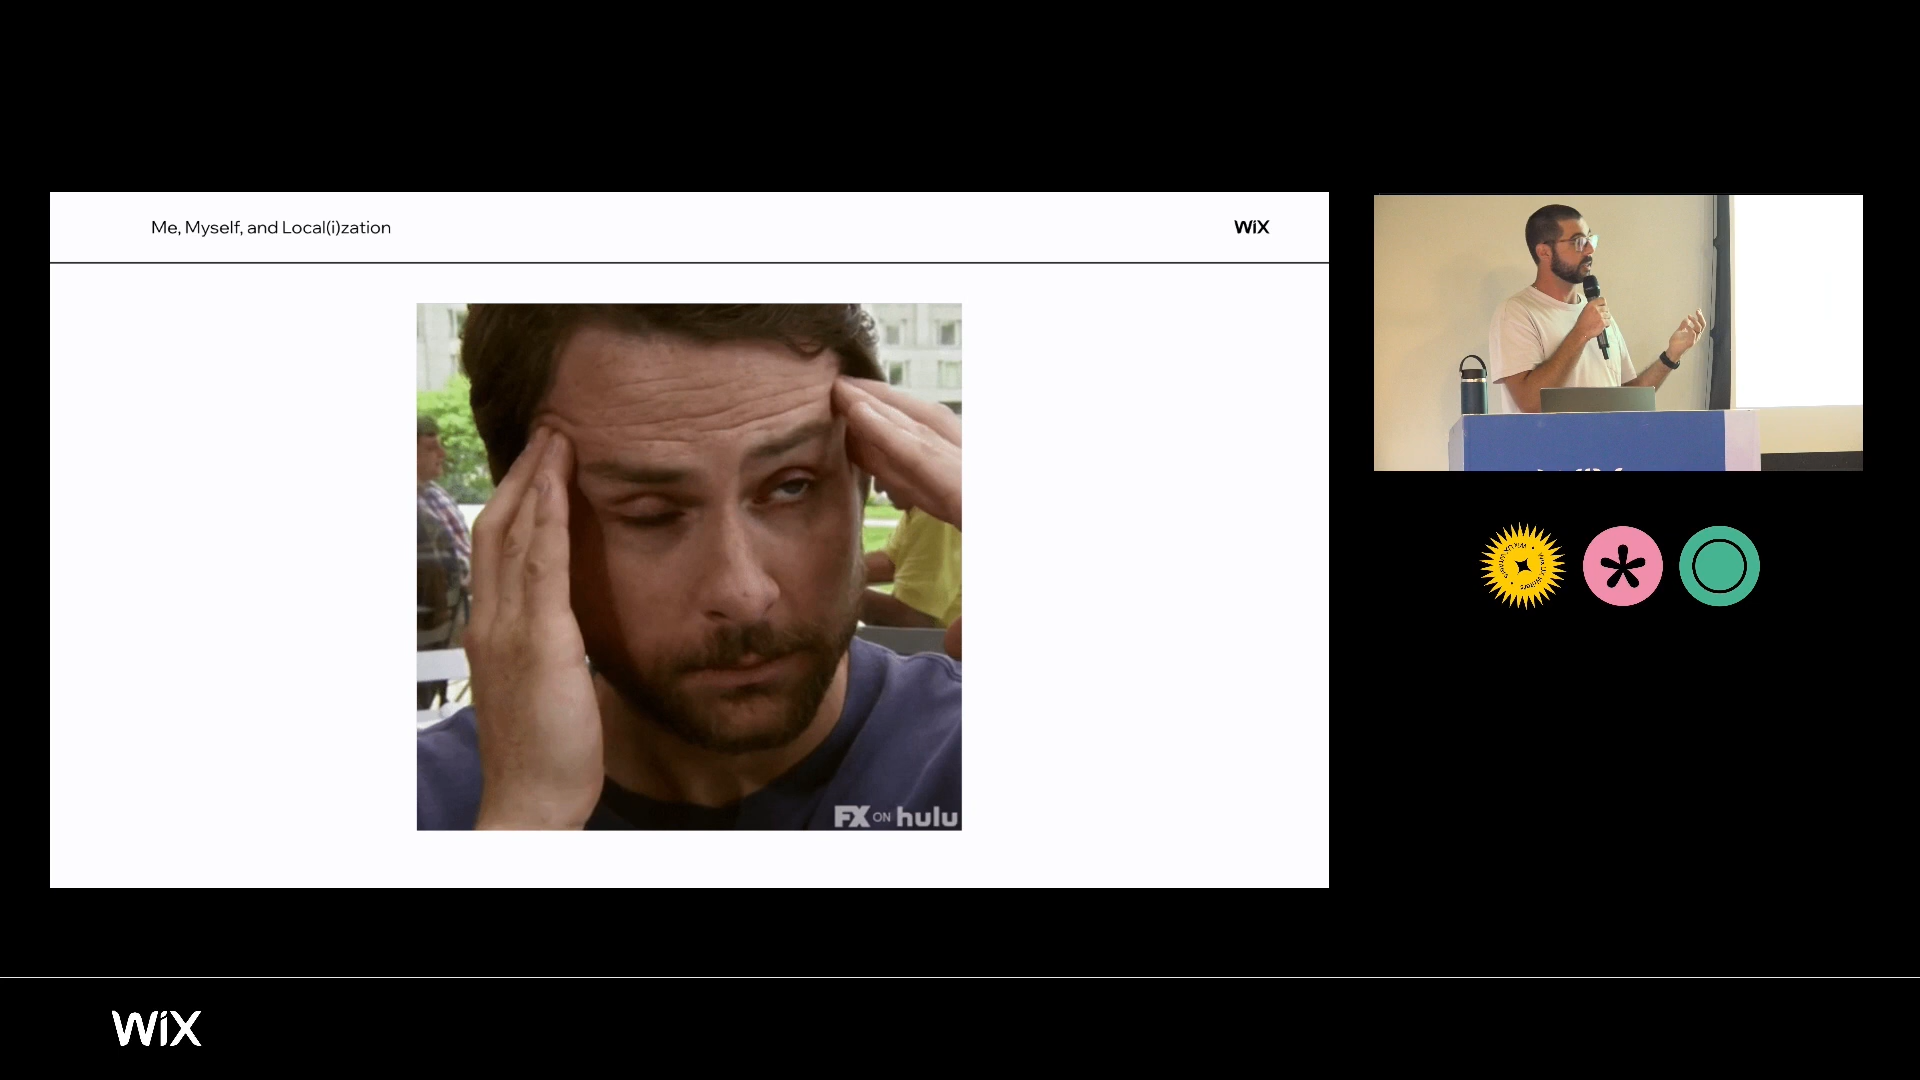 Me, Myself, and Local(i)zation
WiX
FX ON hulu
WiX